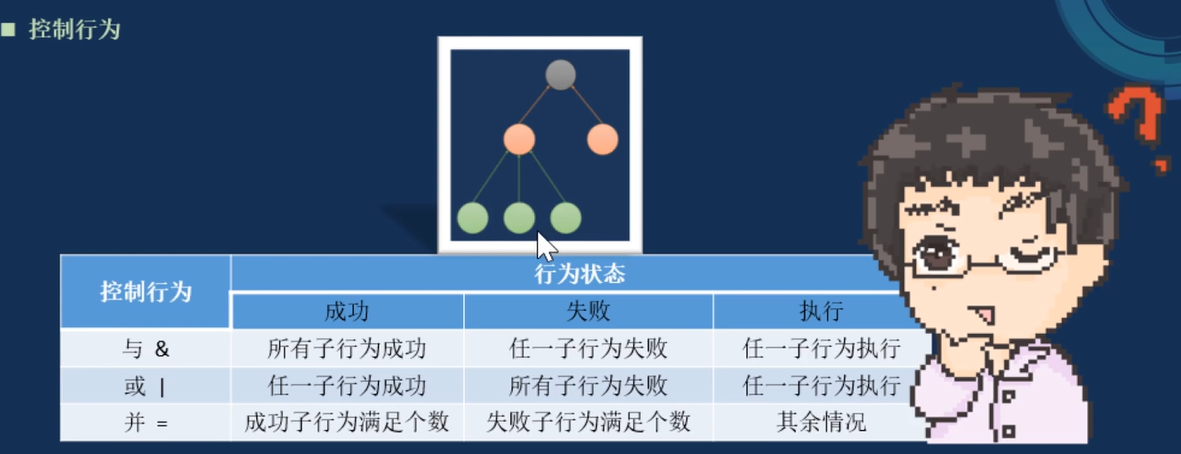 控制行为
控制行为 行为状态
成功 失败 执行
与 & 所有子行为成功 任一子行为失败 任一子行为执行
或 | 任一子行为成功 所有子行为失败 任一子行为执行
并 = 成功子行为满足个数 失败子行为满足个数 其余情况